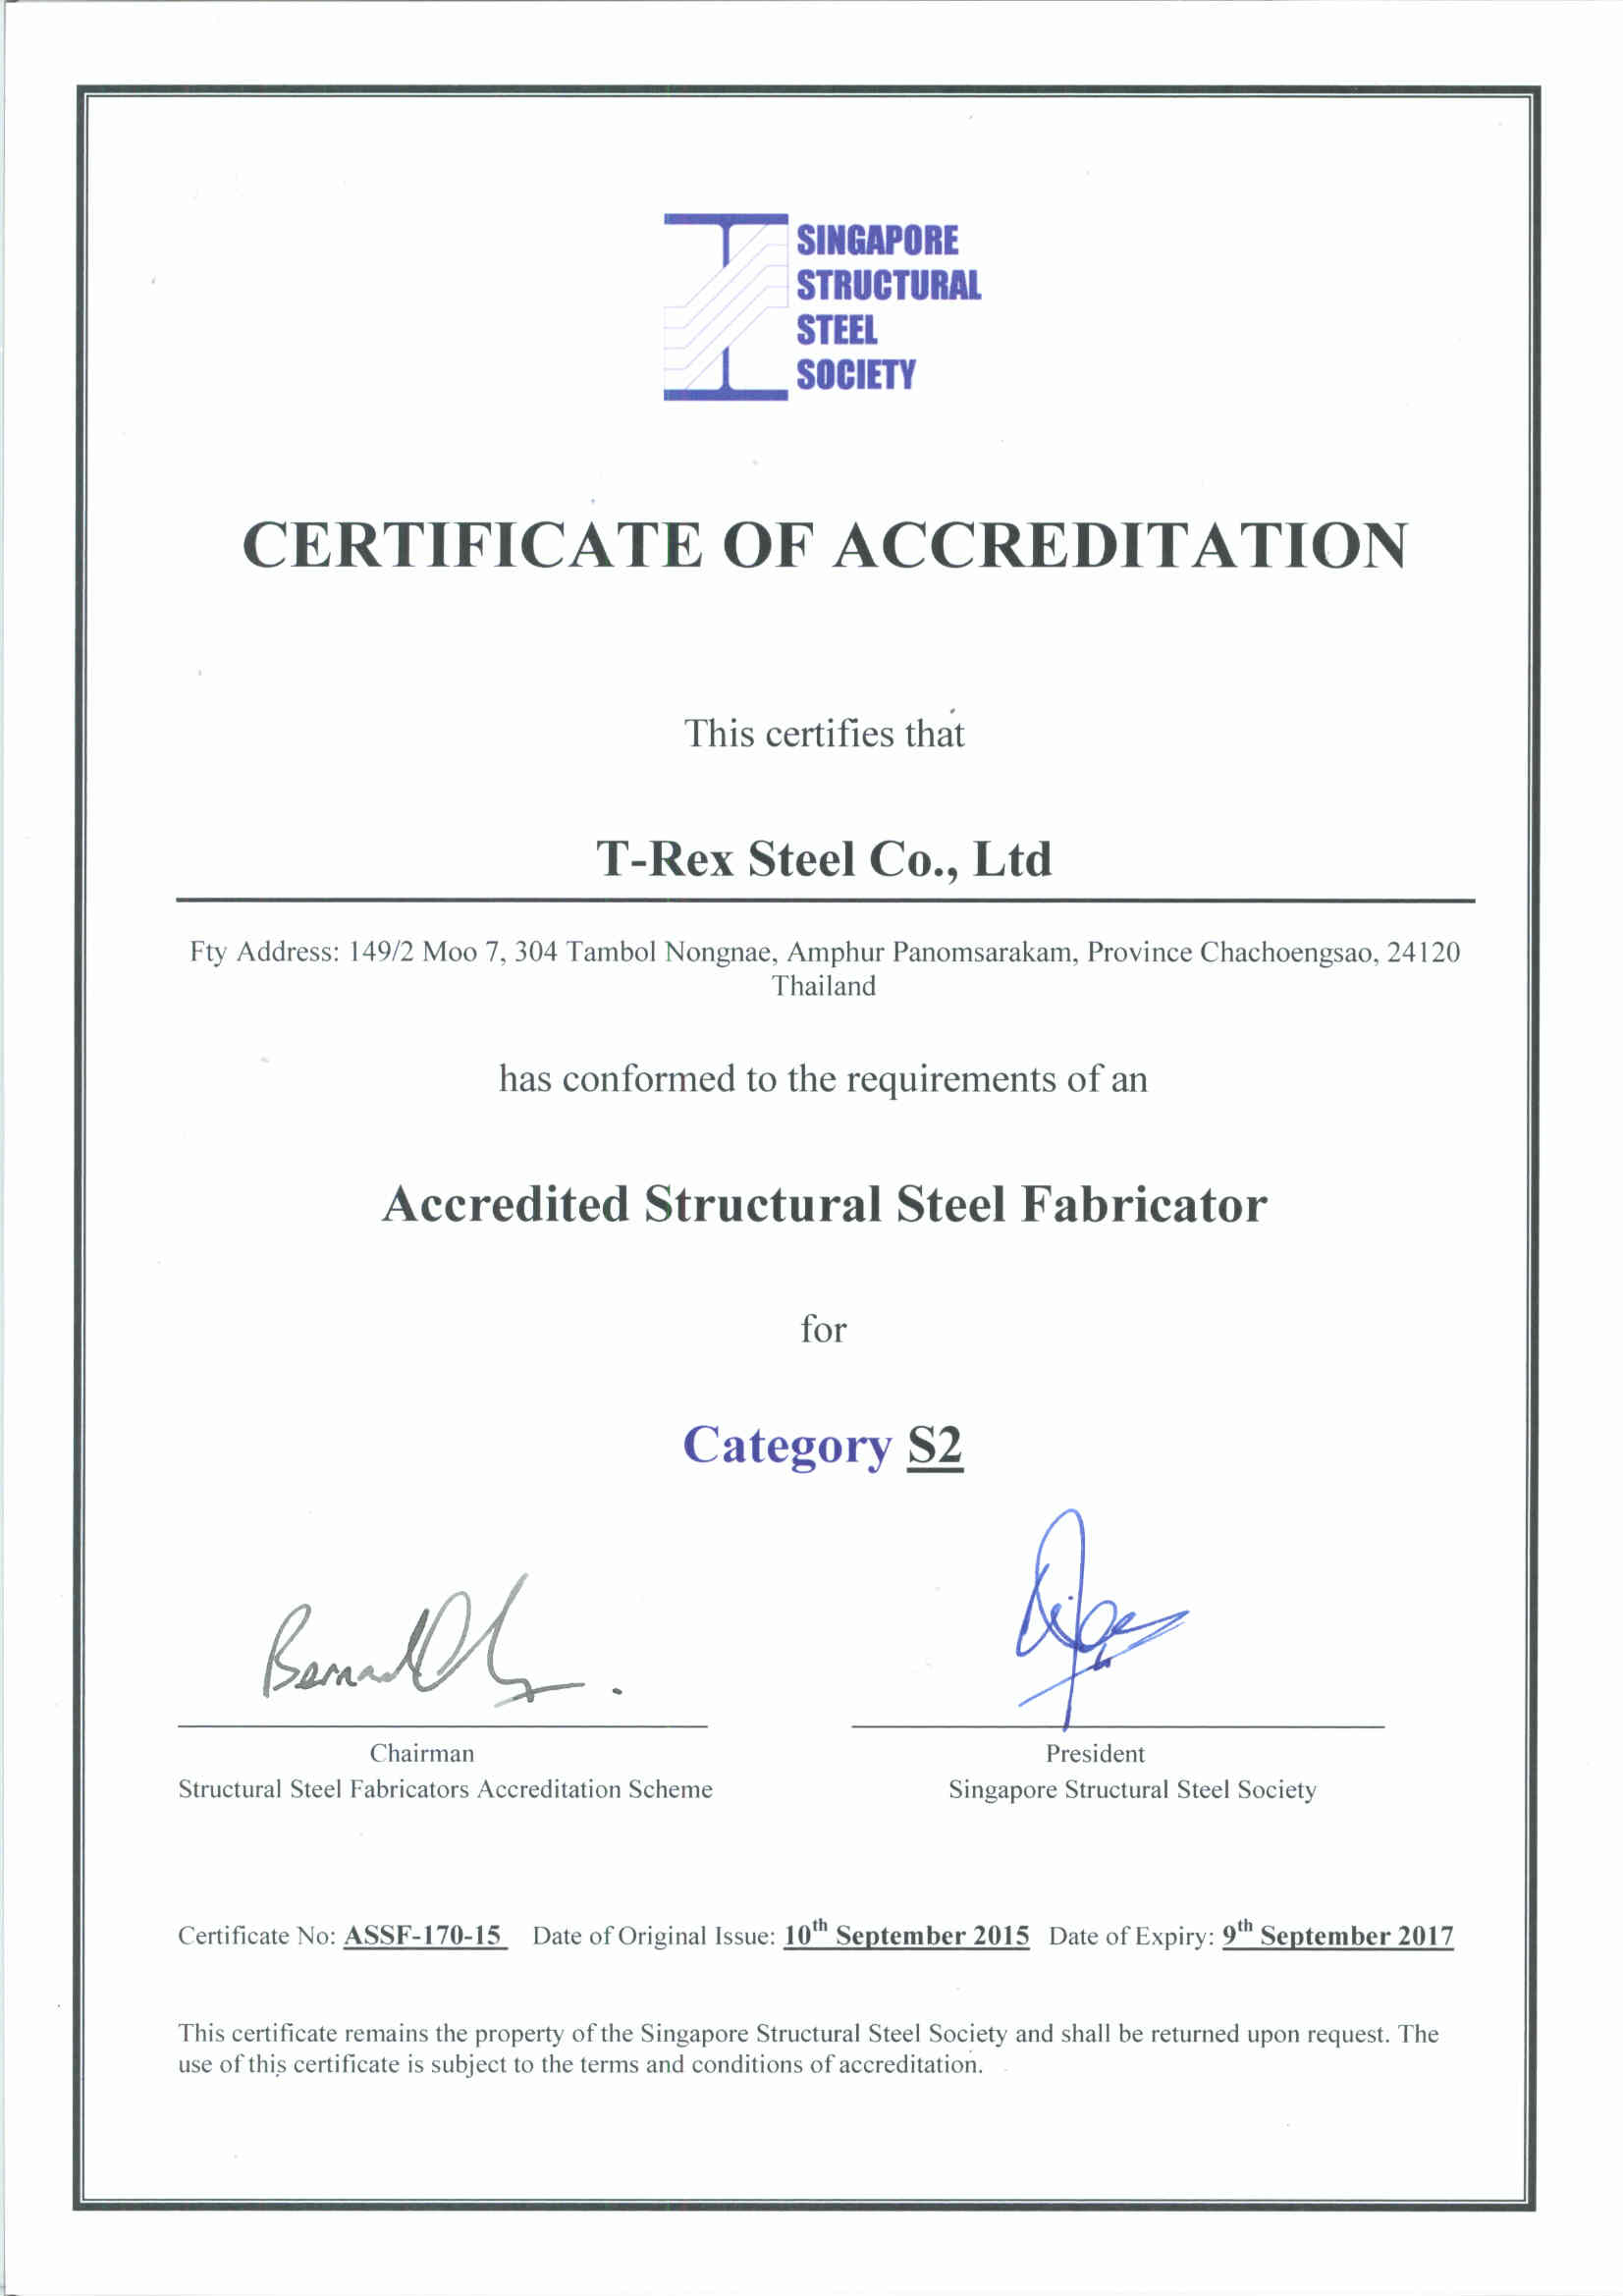 SINGAPORE
STRUCTURAL
STEEL
SOCIETY
CERTIFICATE OF ACCREDITATION
This certifies that
T-Rex Steel Co., Ltd
Fty Address: 149/2 Moo 7, 304 Tambol Nongnae, Amphur Panomsarakam, Province Chachoengsao, 24120
Thailand
has conformed to the requirements of an
Accredited Structural Steel Fabricator
for
Category S2
Chairman
Structural Steel Fabricators Accreditation Scheme
President
Singapore Structural Steel Society
Certificate No: ASSF-170-15 Date of Original Issue: 10th September 2015 Date of Expiry: 9th September 2017
This certificate remains the property of the Singapore Structural Steel Society and shall be returned upon request. The
use of this certificate is subject to the terms and conditions of accreditation.